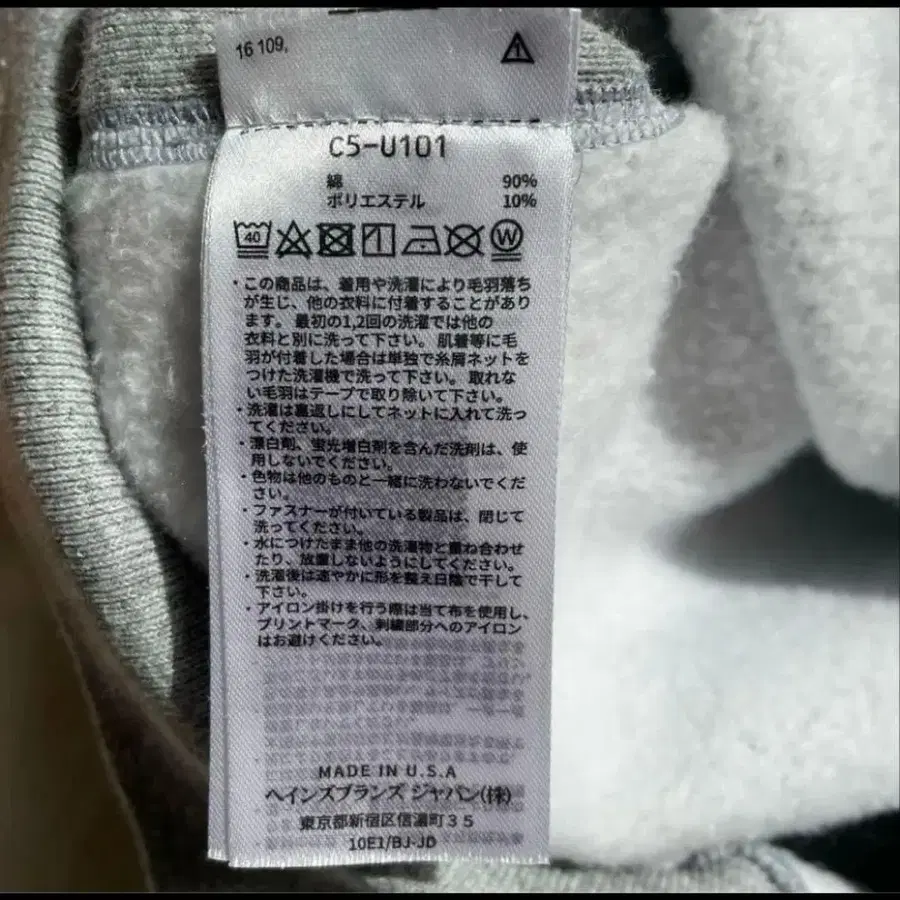 16 109,
1
C5-U101
綿 90%
ポリエステル 10%
40 W
・この商品は、着用や洗濯により毛羽落ち
が生じ、他の衣料に付着することがあり
ます。 最初の1,2回の洗濯では他の
衣料と別に洗って下さい。 肌着等に毛
羽が付着した場合は単独で糸屑ネットを
つけた洗濯機で洗って下さい。 取れな
い毛羽はテープで取り除いて下さい。
・洗濯は裏返しにしてネットに入れて洗っ
てください。
・漂白剤、蛍光増白剤を含んだ洗剤は、使
用しないでください。
・色物は他のものと一緒に洗わないでくだ
さい。
・ファスナーが付いている製品は、閉じて
洗ってください。
・水につけたまま他の洗濯物と重ね合わせ
たり、放置しないようにしてください。
・洗濯後は速やかに形を整え日陰で干して
下さい。
・アイロン掛けを行う際は当て布を使用し、
プリントマーク、刺繍部分へのアイロン
はお避けください。
MADE IN U.S.A
ヘインズブランズ ジャパン(株)
東京都新宿区信濃町35
10E1/BJ-JD